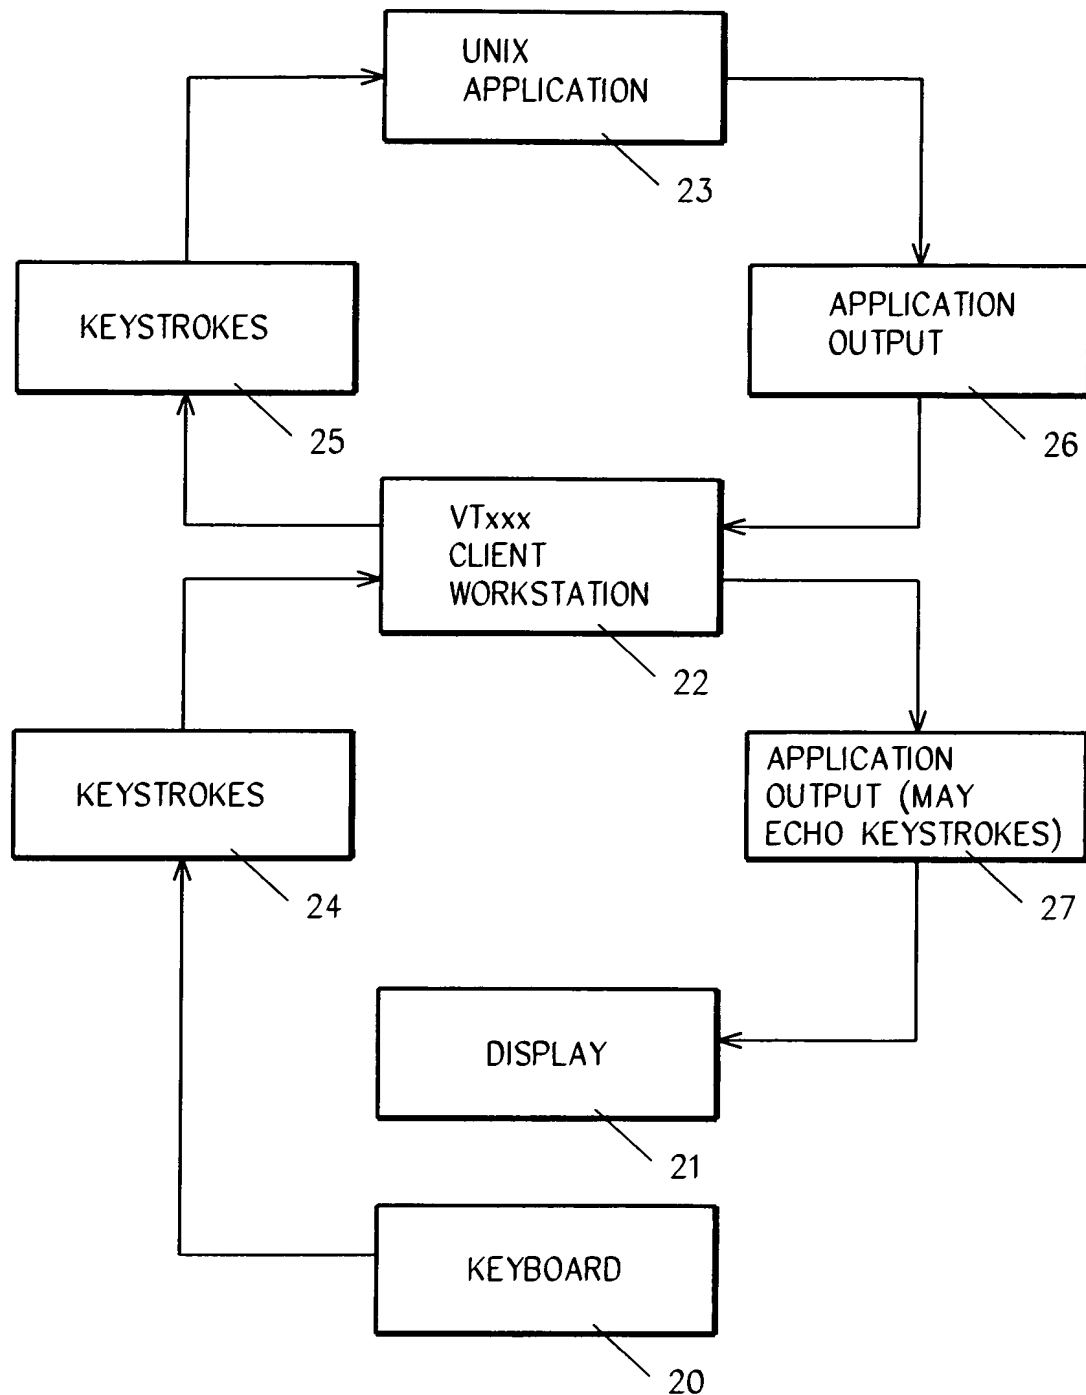 UNIX
APPLICATION
23
KEYSTROKES
25
APPLICATION
OUTPUT
26
VTxxx
CLIENT
WORKSTATION
22
KEYSTROKES
24
APPLICATION
OUTPUT (MAY
ECHO KEYSTROKES)
27
DISPLAY
21
KEYBOARD
20